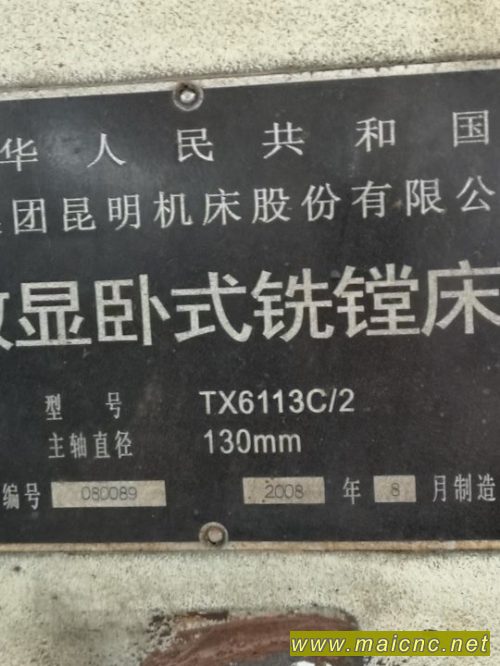 华人民共和国
集团昆明机床股份有限公
数显卧式铣镗床
型号 TX6113C/2
主轴直径 130mm
编号 080089 2008 年 8 月制造
www.maicnc.net